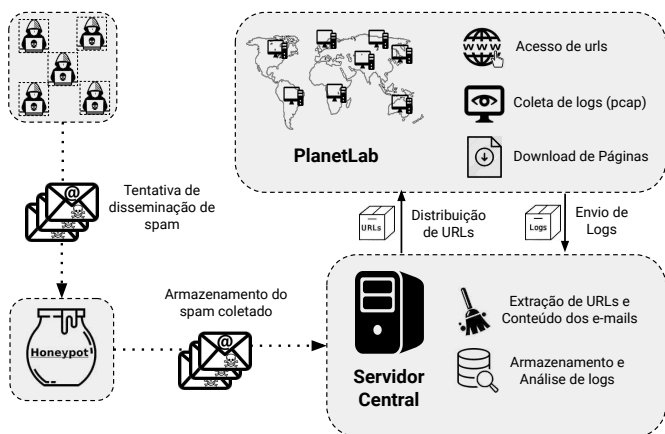 Acesso de urls
WWW
Coleta de logs (pcap)
PlanetLab
Download de Páginas
@
Tentativa de
disseminação de
spam
URLs
Distribuição
de URLs
Logs
Envio de
Logs
Armazenamento do
spam coletado
Honeypot
@
Extração de URLs e
Conteúdo dos e-mails
Servidor
Central
Armazenamento e
Análise de logs